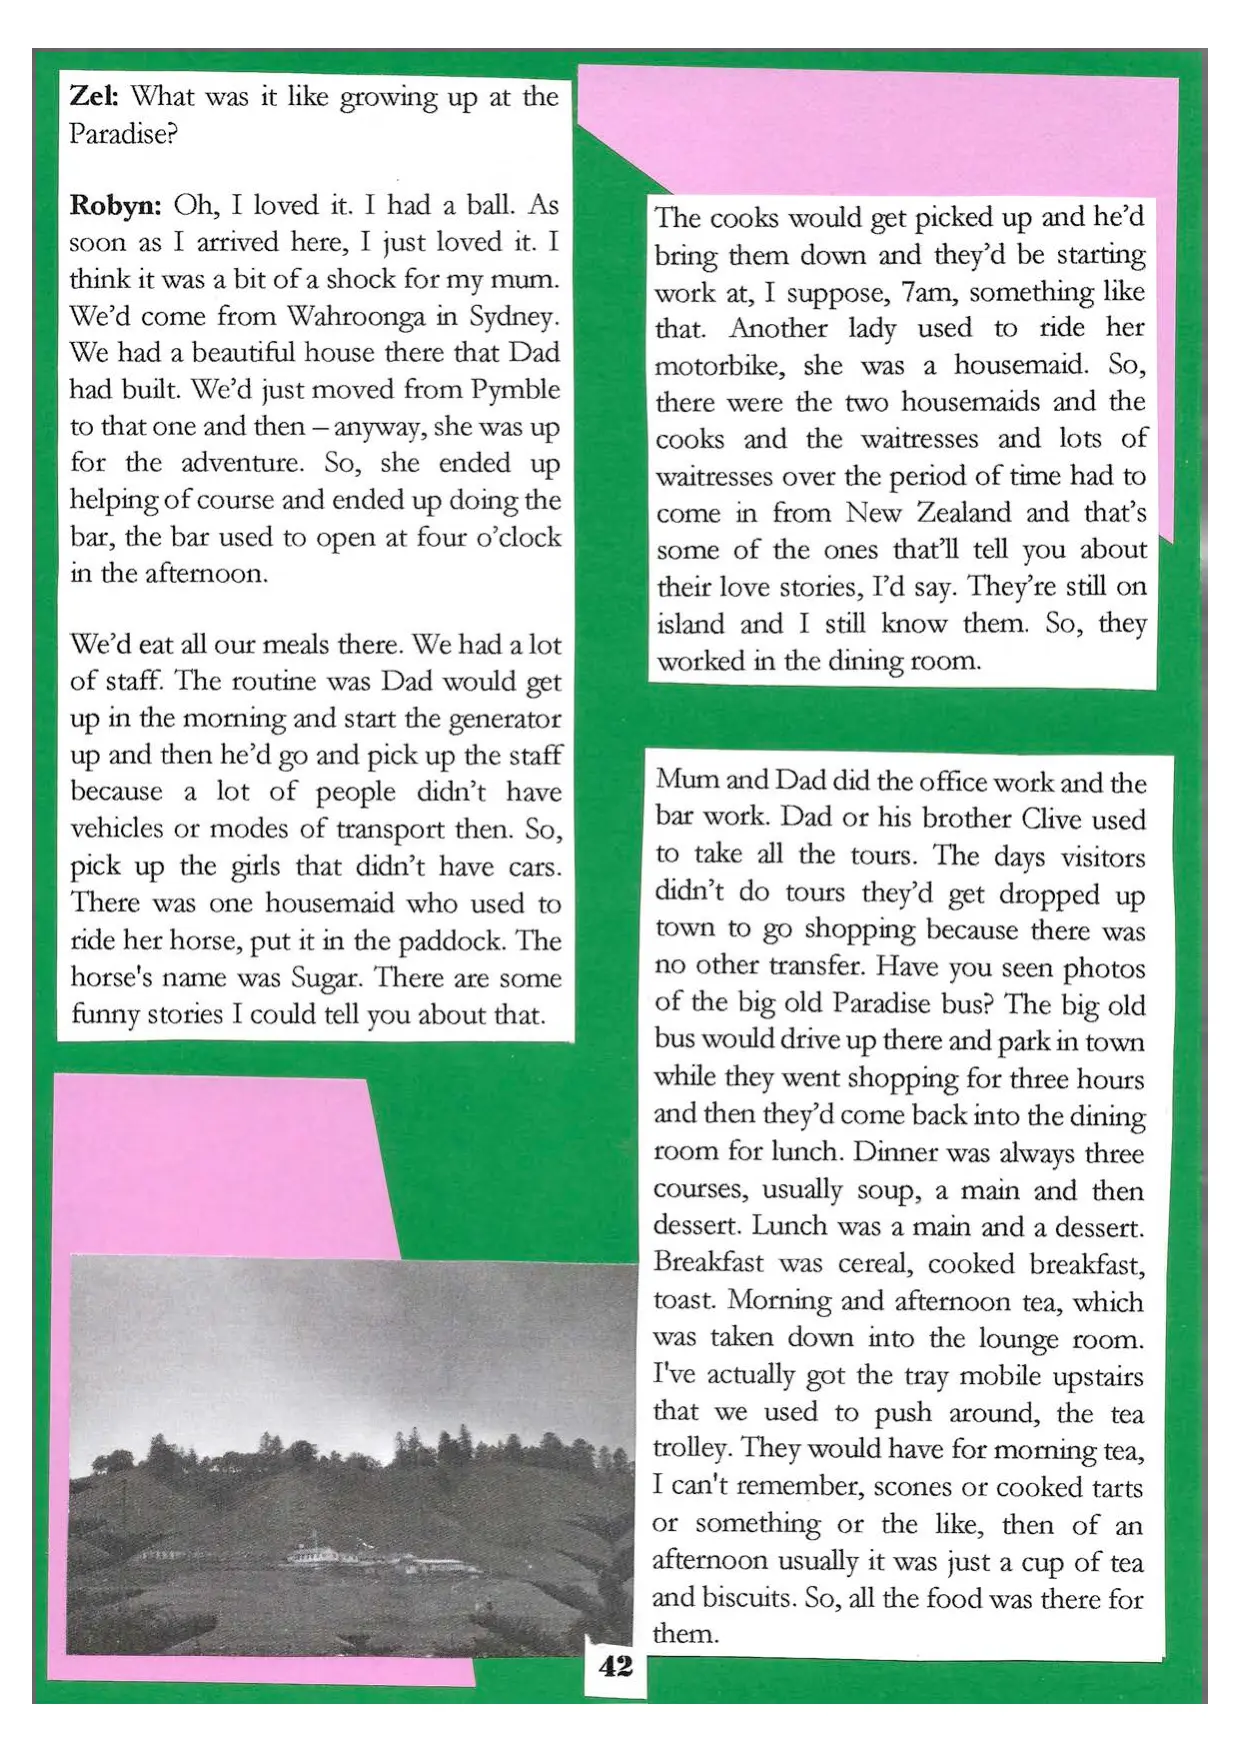 Zel: What was it like growing up at the
Paradise?
Robyn: Oh, I loved it. I had a ball. As
soon as I arrived here, I just loved it. I
think it was a bit of a shock for my mum.
We'd come from Wahroonga in Sydney.
We had a beautiful house there that Dad
had built. We'd just moved from Pymble
to that one and then – anyway, she was up
for the adventure. So, she ended up
helping of course and ended up doing the
bar, the bar used to open at four o'clock
in the afternoon.
We'd eat all our meals there. We had a lot
of staff. The routine was Dad would get
up in the morning and start the generator
up and then he'd go and pick up the staff
because a lot of people didn't have
vehicles or modes of transport then. So,
pick up the girls that didn't have cars.
There was one housemaid who used to
ride her horse, put it in the paddock. The
horse's name was Sugar. There are some
funny stories I could tell you about that.
The cooks would get picked up and he'd
bring them down and they'd be starting
work at, I suppose, 7am, something like
that. Another lady used to ride her
motorbike, she was a housemaid. So,
there were the two housemaids and the
cooks and the waitresses and lots of
waitresses over the period of time had to
come in from New Zealand and that's
some of the ones that'll tell you about
their love stories, I'd say. They're still on
island and I still know them. So, they
worked in the dining room.
Mum and Dad did the office work and the
bar work. Dad or his brother Clive used
to take all the tours. The days visitors
didn't do tours they'd get dropped up
town to go shopping because there was
no other transfer. Have you seen photos
of the big old Paradise bus? The big old
bus would drive up there and park in town
while they went shopping for three hours
and then they'd come back into the dining
room for lunch. Dinner was always three
courses, usually soup, a main and then
dessert. Lunch was a main and a dessert.
Breakfast was cereal, cooked breakfast,
toast. Morning and afternoon tea, which
was taken down into the lounge room.
I've actually got the tray mobile upstairs
that we used to push around, the tea
trolley. They would have for morning tea,
I can't remember, scones or cooked tarts
or something or the like, then of an
afternoon usually it was just a cup of tea
and biscuits. So, all the food was there for
them.
42